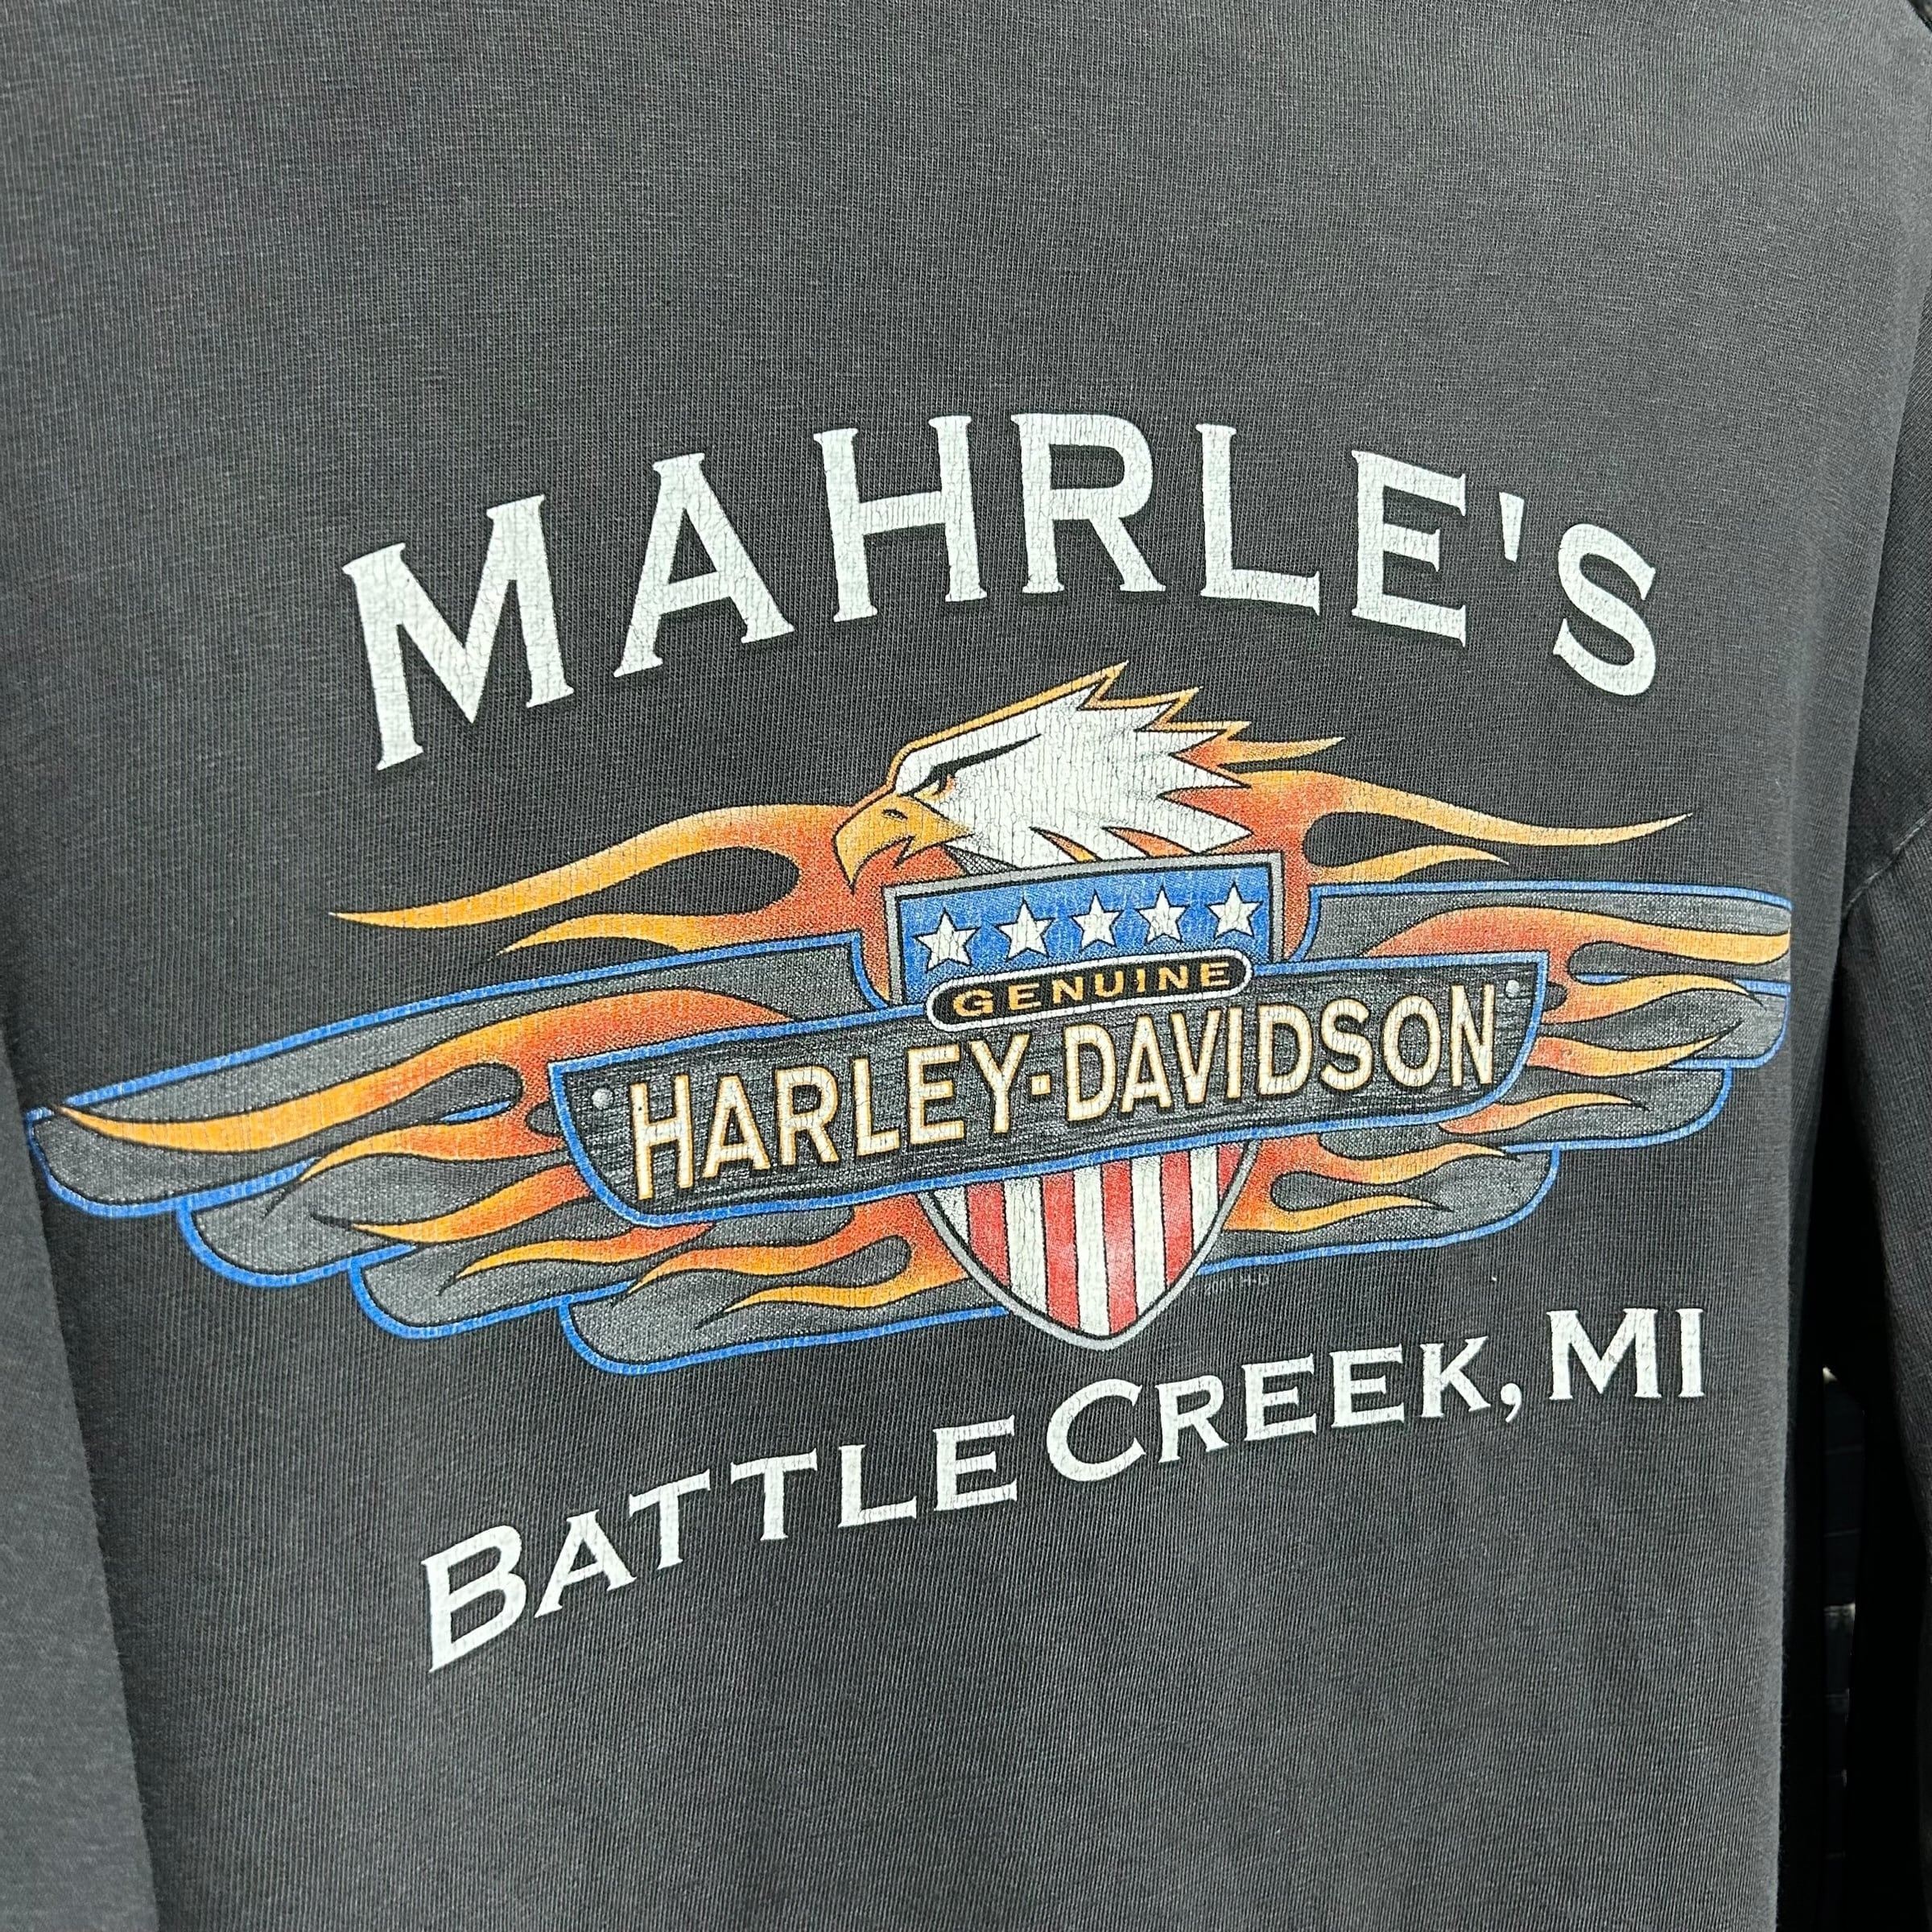 MAHRLE'S
GENUINE
HARLEY-DAVIDSON
BATTLE CREEK, MI